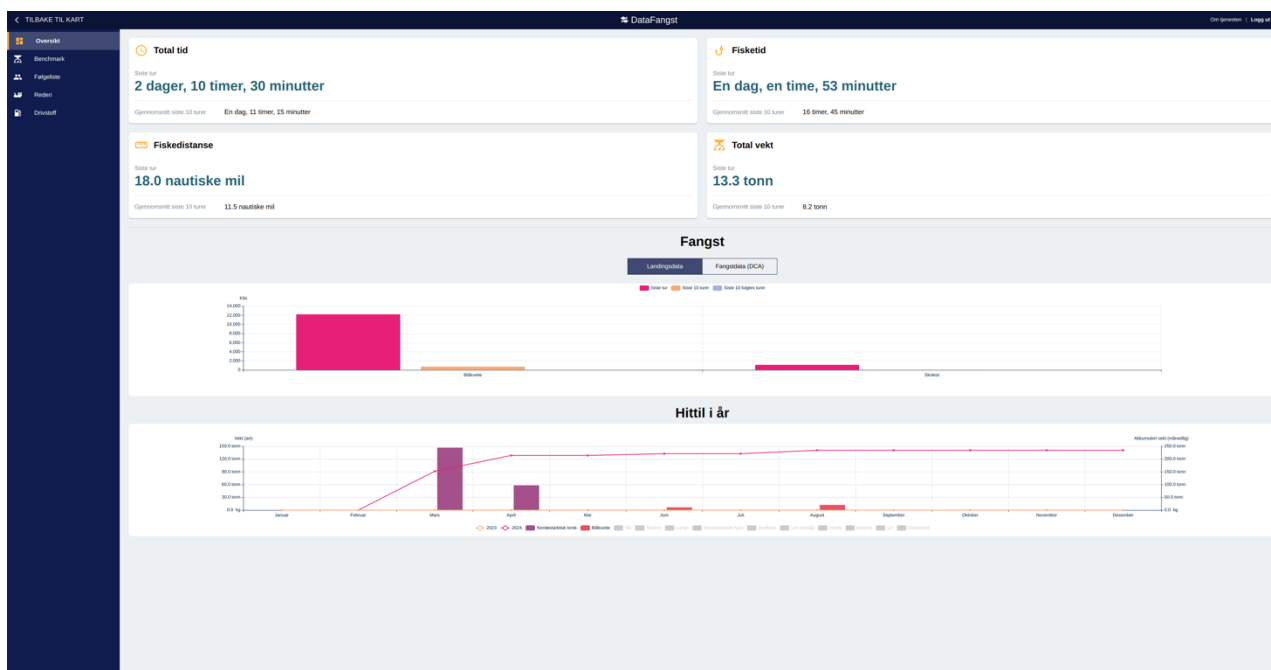 TILBAKE TIL KART
DataFangst
Om tjenesten | Logg ut
Oversikt
Benchmark
Følgeliste
Rederi
Drivstoff
Total tid
Siste tur
2 dager, 10 timer, 30 minutter
Gjennomsnitt siste 10 turer En dag, 11 timer, 15 minutter
Fisketid
Siste tur
En dag, en time, 53 minutter
Gjennomsnitt siste 10 turer 16 timer, 45 minutter
Fiskedistanse
Siste tur
18.0 nautiske mil
Gjennomsnitt siste 10 turer 11.5 nautiske mil
Total vekt
Siste tur
13.3 tonn
Gjennomsnitt siste 10 turer 8.2 tonn
Fangst
Landingsdata Fangstdata (DCA)
Siste tur Siste 10 turer Siste 10 følgtes turer
Kilo
14,000
12,000
10,000
8,000
6,000
4,000
2,000
0
Blåkveite Skolest
Hittil i år
Vekt (art) Akkumulert vekt (månedlig)
150.0 tonn 250.0 tonn
120.0 tonn 200.0 tonn
90.0 tonn 150.0 tonn
60.0 tonn 100.0 tonn
30.0 tonn 50.0 tonn
0.0 kg 0.0 kg
Januar Februar Mars April Mai Juni Juli August September Oktober November Desember
2023 2024 Nordøstarktisk torsk Blåkveite